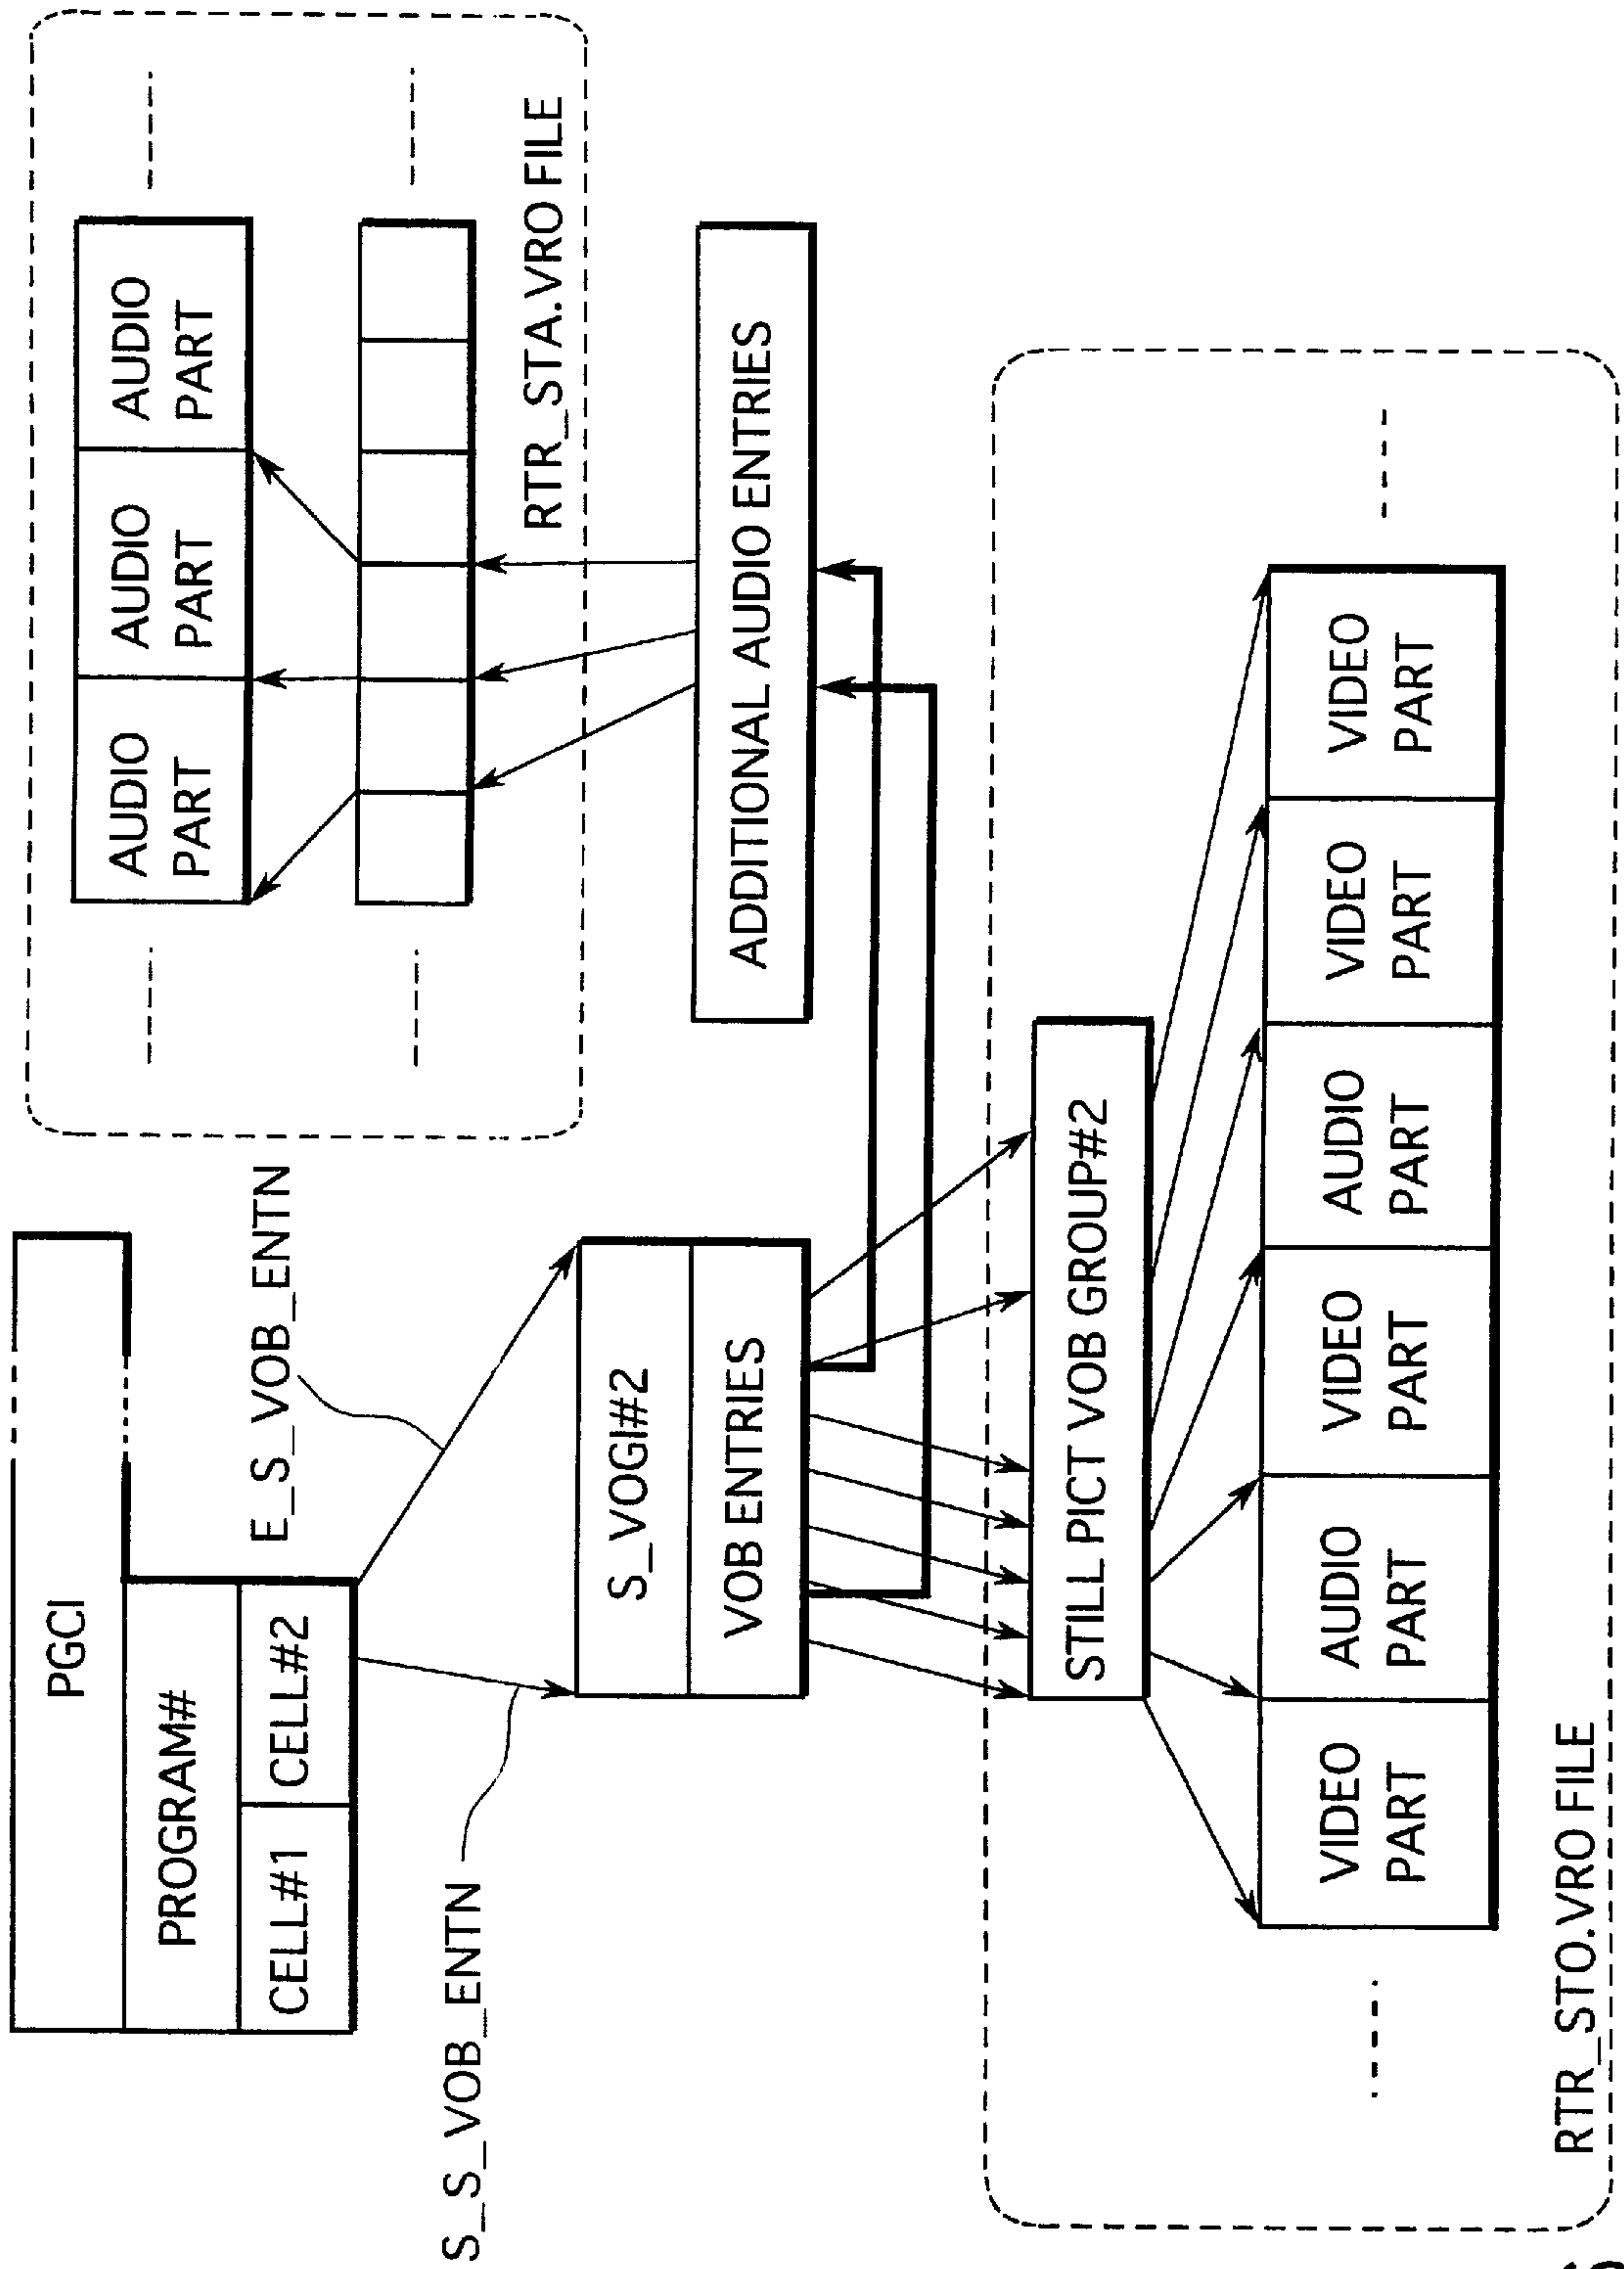 PGCI
PROGRAM#
CELL#1
CELL#2
E_S_VOB_ENTN
S_S_VOB_ENTN
S_VOGI#2
VOB ENTRIES
AUDIO
PART
AUDIO
PART
AUDIO
PART
RTR_STA.VRO FILE
ADDITIONAL AUDIO ENTRIES
STILL PICT VOB GROUP#2
VIDEO
PART
AUDIO
PART
VIDEO
PART
AUDIO
PART
VIDEO
PART
VIDEO
PART
RTR_STO.VRO FILE